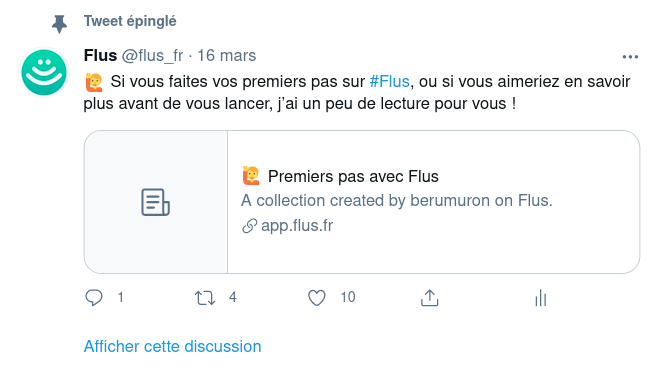 Tweet épinglé
Flus @flus_fr · 16 mars
🙋 Si vous faites vos premiers pas sur #Flus, ou si vous aimeriez en savoir
plus avant de vous lancer, j’ai un peu de lecture pour vous !
🙋 Premiers pas avec Flus
A collection created by berumuron on Flus.
app.flus.fr
1 4 10
Afficher cette discussion